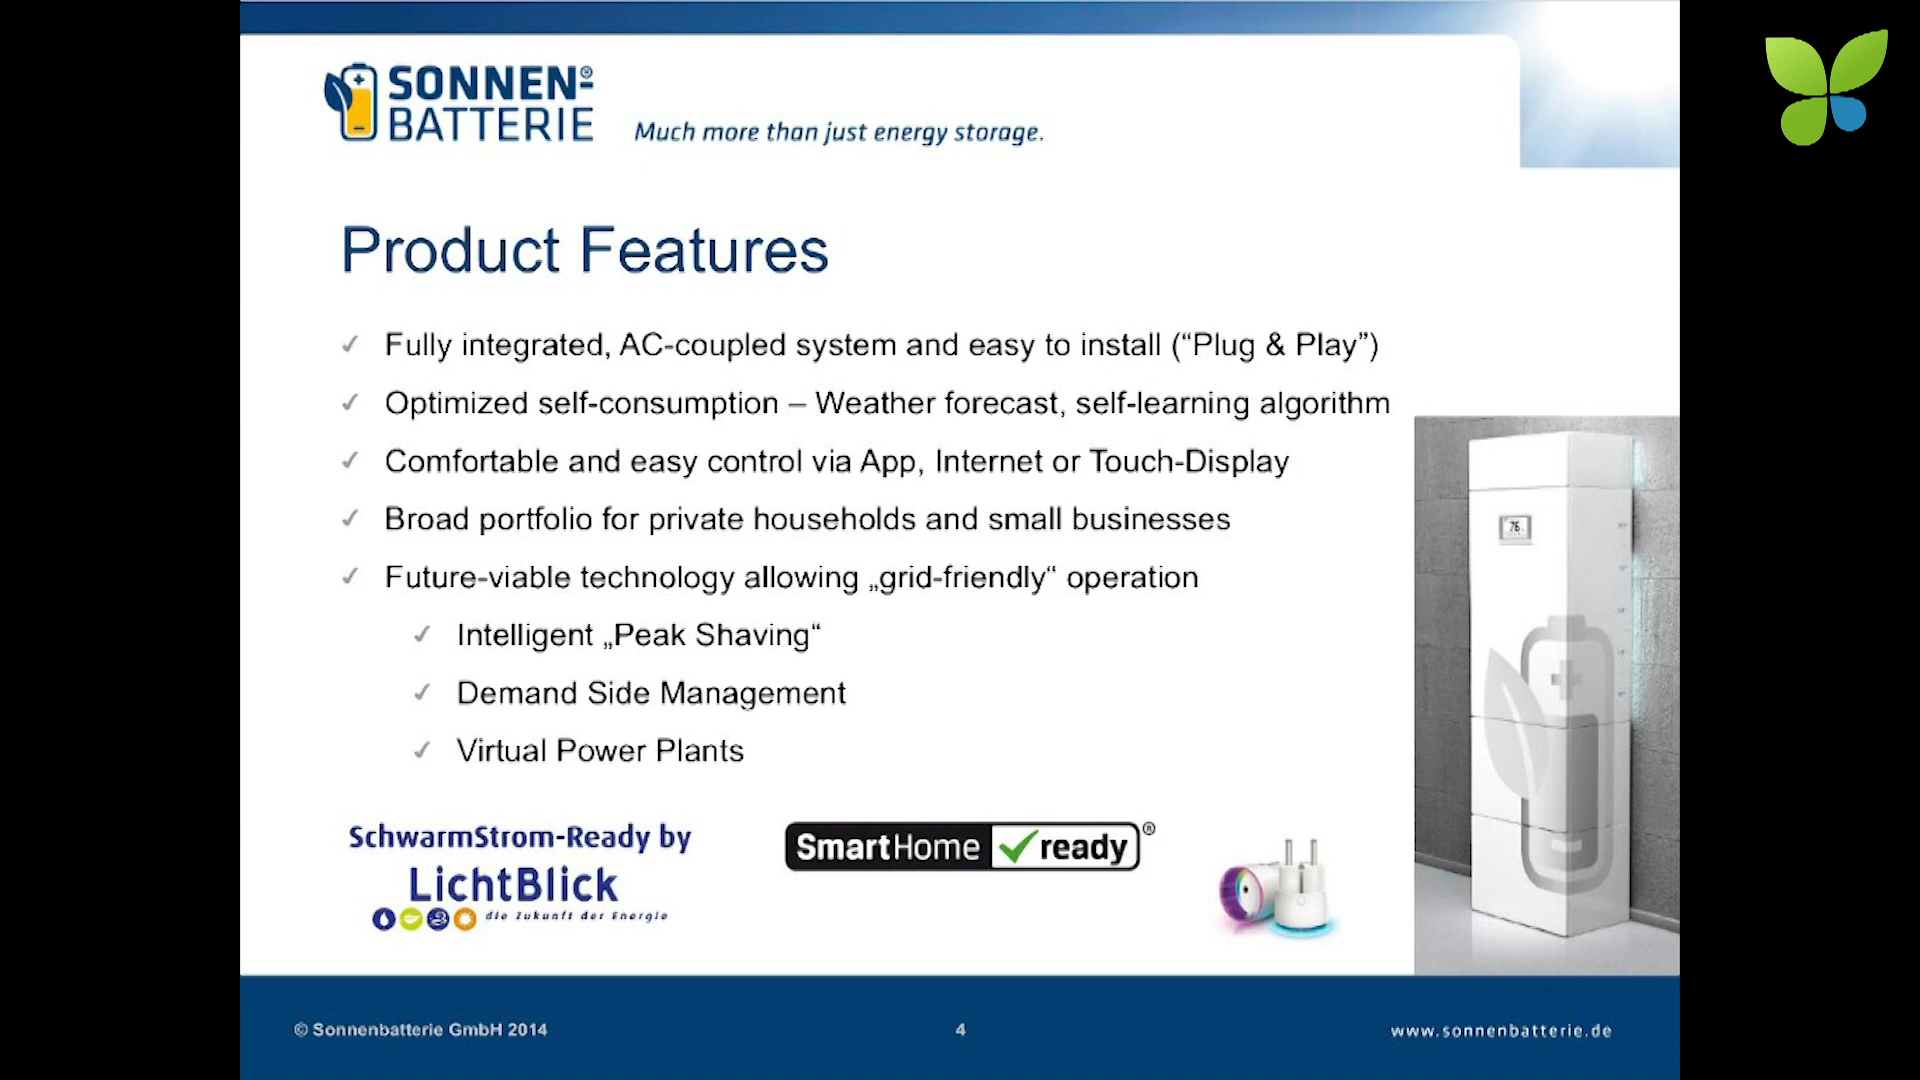 SONNEN-®
BATTERIE
Much more than just energy storage.
Product Features
✓ Fully integrated, AC-coupled system and easy to install (“Plug & Play”)
✓ Optimized self-consumption – Weather forecast, self-learning algorithm
✓ Comfortable and easy control via App, Internet or Touch-Display
✓ Broad portfolio for private households and small businesses
✓ Future-viable technology allowing „grid-friendly“ operation
✓ Intelligent „Peak Shaving“
✓ Demand Side Management
✓ Virtual Power Plants
76
SchwarmStrom-Ready by
LichtBlick
die Zukunft der Energie
SmartHome ready®
© Sonnenbatterie GmbH 2014
4
www.sonnenbatterie.de